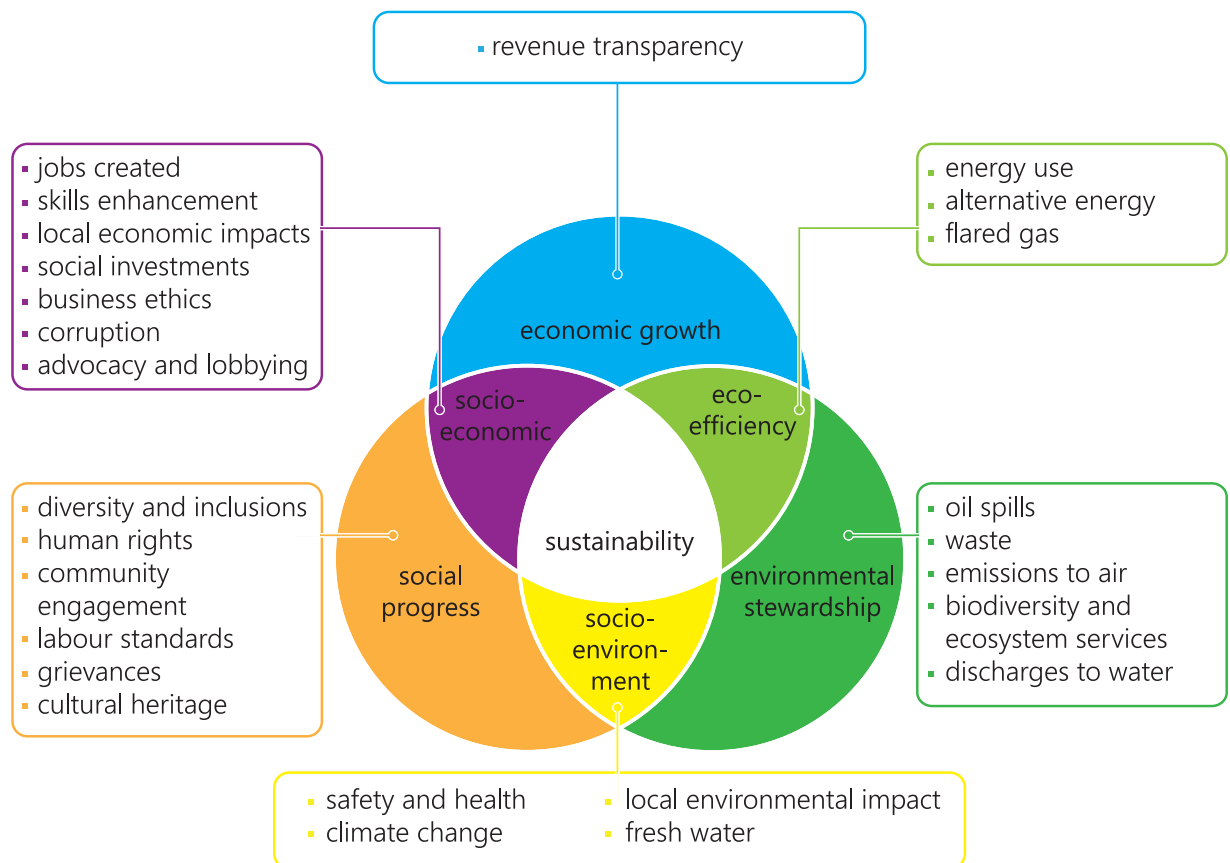 ▪ revenue transparency
▪ jobs created
▪ skills enhancement
▪ local economic impacts
▪ social investments
▪ business ethics
▪ corruption
▪ advocacy and lobbying
▪ energy use
▪ alternative energy
▪ flared gas
economic growth
socio-
economic
eco-
efficiency
▪ diversity and inclusions
▪ human rights
▪ community
engagement
▪ labour standards
▪ grievances
▪ cultural heritage
sustainability
social
progress
environmental
stewardship
socio-
environ-
ment
▪ oil spills
▪ waste
▪ emissions to air
▪ biodiversity and
ecosystem services
▪ discharges to water
▪ safety and health
▪ climate change
▪ local environmental impact
▪ fresh water